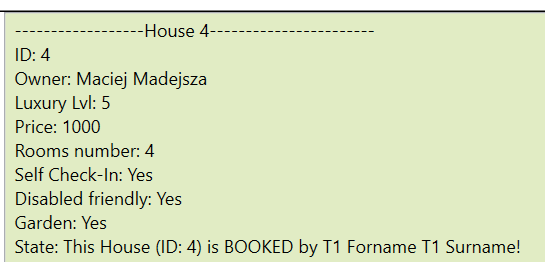 ------------------House 4-----------------------
ID: 4
Owner: Maciej Madejsza
Luxury Lvl: 5
Price: 1000
Rooms number: 4
Self Check-In: Yes
Disabled friendly: Yes
Garden: Yes
State: This House (ID: 4) is BOOKED by T1 Forname T1 Surname!